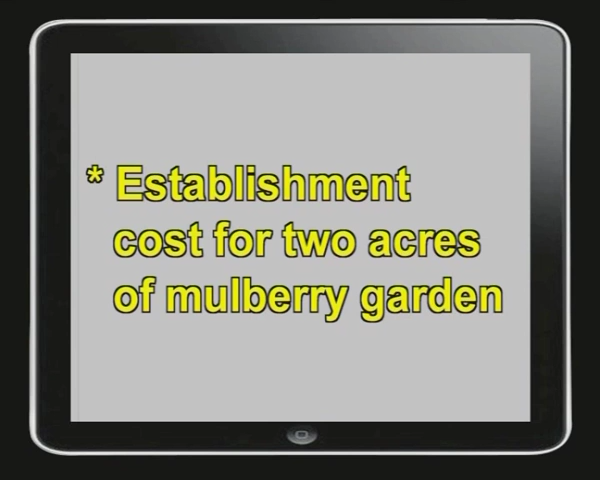 * Establishment
cost for two acres
of mulberry garden